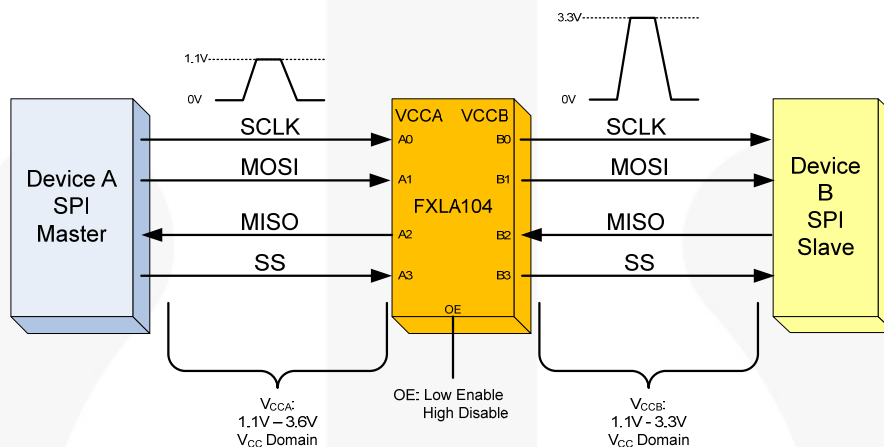 1.1V
0V
3.3V
0V
Device A
SPI
Master
SCLK
MOSI
MISO
SS
VCCA VCCB
A0
A1
A2
A3
FXLA104
B0
B1
B2
B3
OE
SCLK
MOSI
MISO
SS
Device
B
SPI
Slave
VCCA:
1.1V – 3.6V
VCC Domain
OE: Low Enable
High Disable
VCCB:
1.1V - 3.3V
VCC Domain